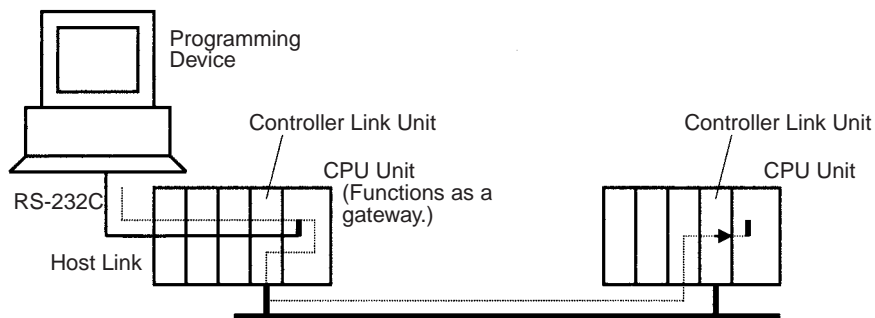 Programming
Device
Controller Link Unit
CPU Unit
(Functions as a
gateway.)
RS-232C
Host Link
Controller Link Unit
CPU Unit